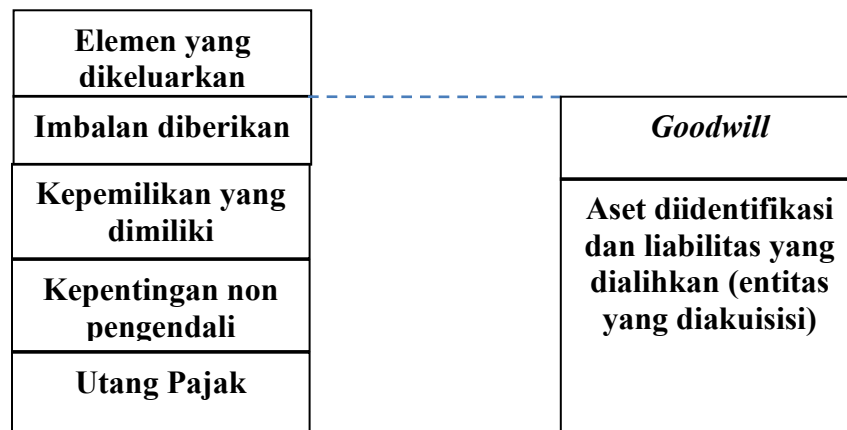 Elemen yang
dikeluarkan
Imbalan diberikan
Kepemilikan yang
dimiliki
Kepentingan non
pengendali
Utang Pajak
Goodwill
Aset diidentifikasi
dan liabilitas yang
dialihkan (entitas
yang diakuisisi)